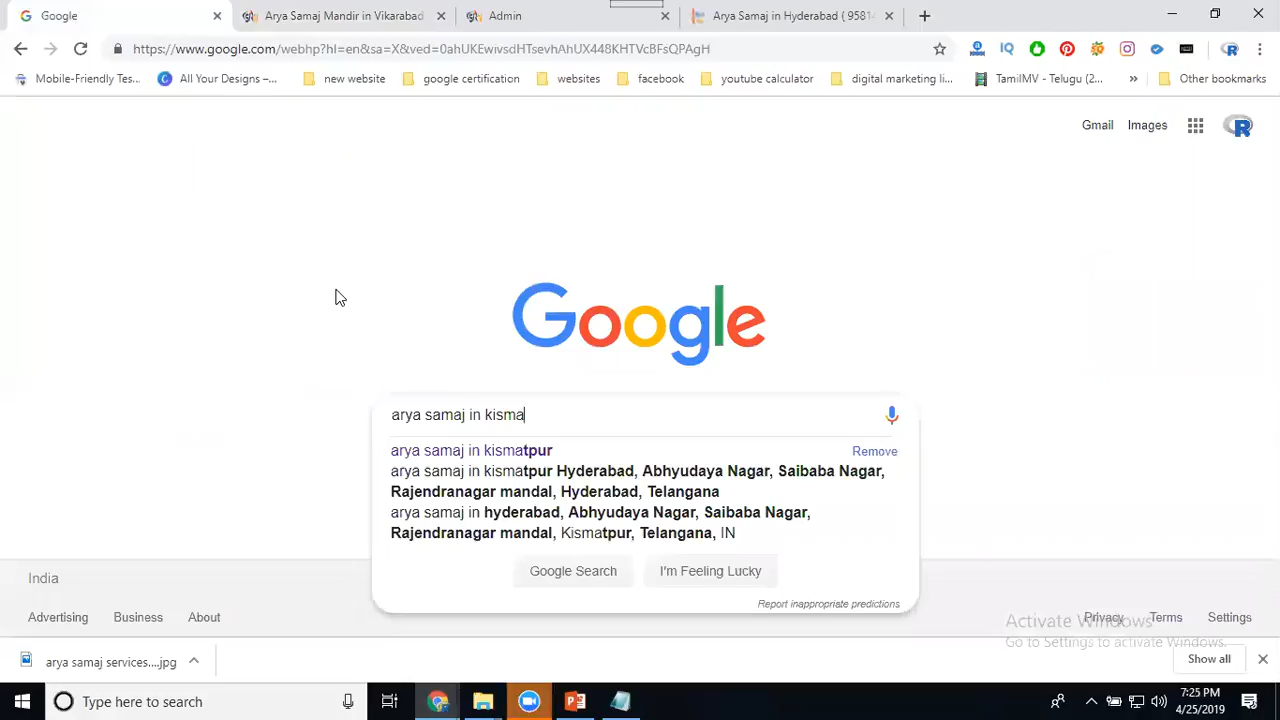 Google
Arya Samaj Mandir in Vikarabad
Admin
Arya Samaj in Hyderabad ( 9581
https://www.google.com/webhp?hl=en&sa=X&ved=0ahUKEwivsdHTsevhAhUX448KHTVcBFsQPAgH
Mobile-Friendly Tes...
All Your Designs –...
new website
google certification
websites
facebook
youtube calculator
digital marketing li...
TamilMV - Telugu (2...
Other bookmarks
Gmail
Images
Google
arya samaj in kisma
arya samaj in kismatpur
Remove
arya samaj in kismatpur Hyderabad, Abhyudaya Nagar, Saibaba Nagar,
Rajendranagar mandal, Hyderabad, Telangana
arya samaj in hyderabad, Abhyudaya Nagar, Saibaba Nagar,
Rajendranagar mandal, Kismatpur, Telangana, IN
Google Search
I'm Feeling Lucky
Report inappropriate predictions
India
Advertising
Business
About
Privacy
Terms
Settings
Activate Windows
Go to Settings to activate Windows.
arya samaj services....jpg
Show all
Type here to search
7:25 PM
4/25/2019